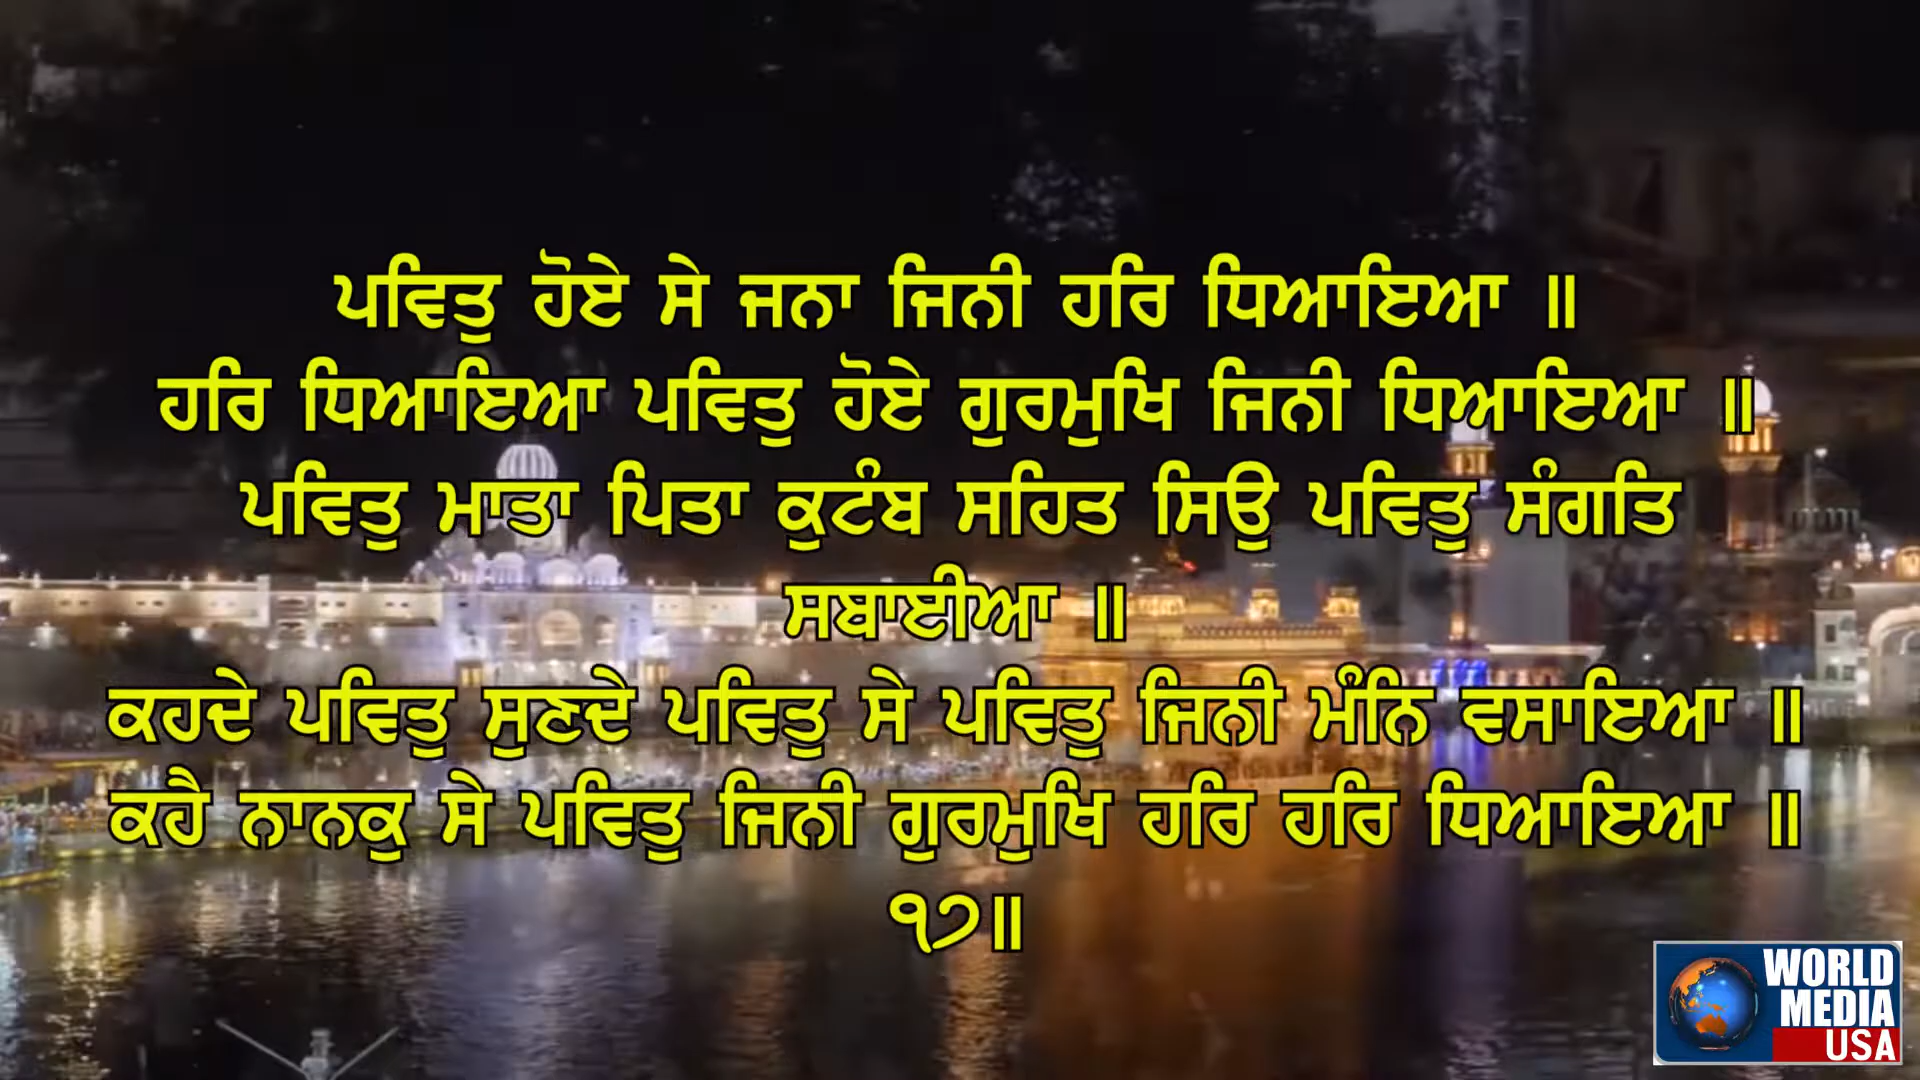 ਪਵਿਤੁ ਹੋਏ ਸੇ ਜਨਾ ਜਿਨੀ ਹਰਿ ਧਿਆਇਆ ॥
ਹਰਿ ਧਿਆਇਆ ਪਵਿਤੁ ਹੋਏ ਗੁਰਮੁਖਿ ਜਿਨੀ ਧਿਆਇਆ ॥
ਪਵਿਤੁ ਮਾਤਾ ਪਿਤਾ ਕੁਟੰਬ ਸਹਿਤ ਸਿਉ ਪਵਿਤੁ ਸੰਗਤਿ
ਸਬਾਈਆ ॥
ਕਹਦੇ ਪਵਿਤੁ ਸੁਣਦੇ ਪਵਿਤੁ ਸੇ ਪਵਿਤੁ ਜਿਨੀ ਮੰਨਿ ਵਸਾਇਆ ॥
ਕਹੈ ਨਾਨਕੁ ਸੇ ਪਵਿਤੁ ਜਿਨੀ ਗੁਰਮੁਖਿ ਹਰਿ ਹਰਿ ਧਿਆਇਆ ॥
੧੭॥
WORLD
MEDIA
USA